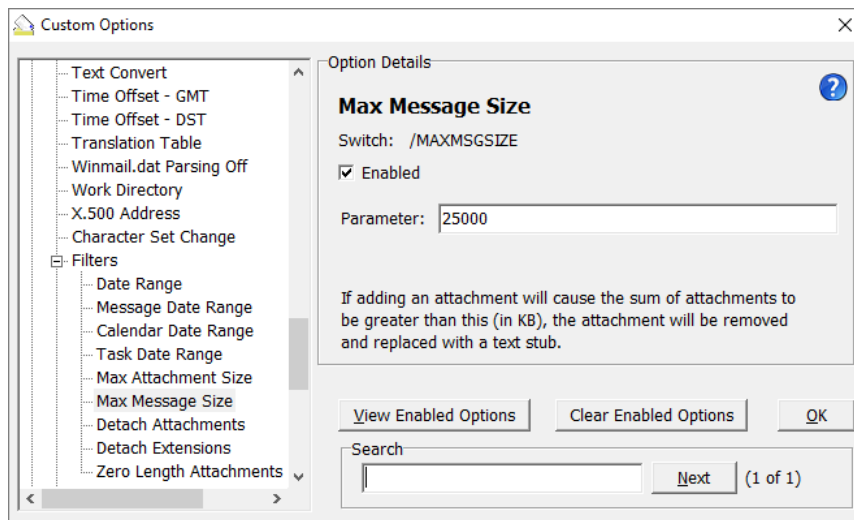 Custom Options
Text Convert
Time Offset - GMT
Time Offset - DST
Translation Table
Winmail.dat Parsing Off
Work Directory
X.500 Address
Character Set Change
Filters
Date Range
Message Date Range
Calendar Date Range
Task Date Range
Max Attachment Size
Max Message Size
Detach Attachments
Detach Extensions
Zero Length Attachments
Option Details
Max Message Size
Switch: /MAXMSGSIZE
Enabled
Parameter: 25000
If adding an attachment will cause the sum of attachments to
be greater than this (in KB), the attachment will be removed
and replaced with a text stub.
View Enabled Options Clear Enabled Options OK
Search
Next (1 of 1)